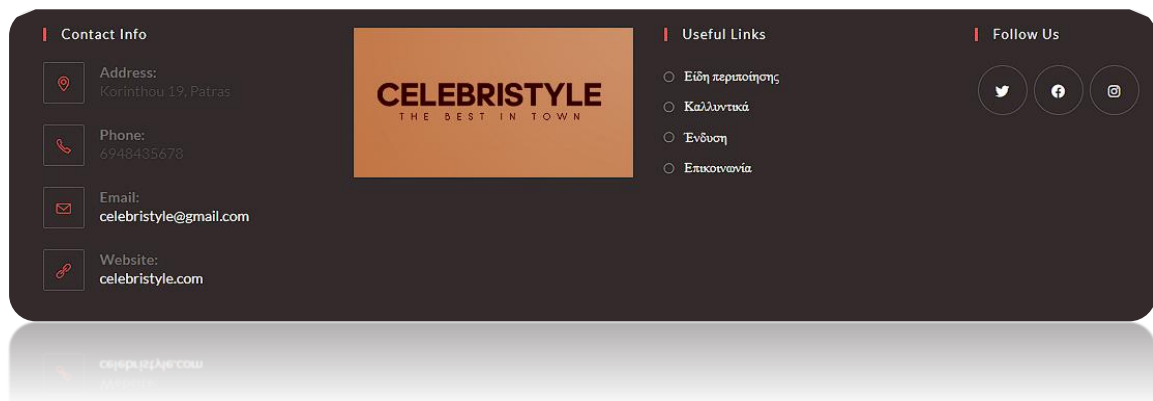 Contact Info
Address:
Korinthou 19, Patras
Phone:
6948435678
Email:
celebristyle@gmail.com
Website:
celebristyle.com
CELEBRISTYLE
THE BEST IN TOWN
Useful Links
Είδη περιποίησης
Καλλυντικά
Ένδυση
Επικοινωνία
Follow Us